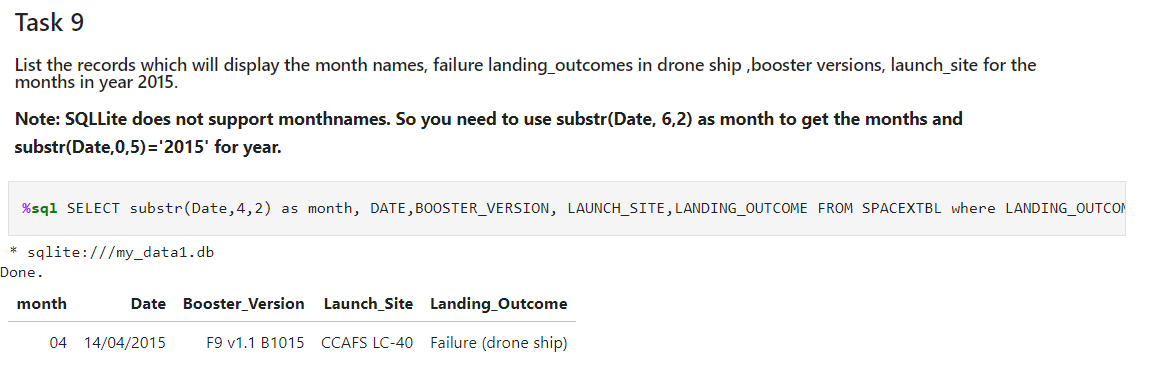 Task 9
List the records which will display the month names, failure landing_outcomes in drone ship ,booster versions, launch_site for the
months in year 2015.
Note: SQLLite does not support monthnames. So you need to use substr(Date, 6,2) as month to get the months and
substr(Date,0,5)='2015' for year.
%sql SELECT substr(Date,4,2) as month, DATE,BOOSTER_VERSION, LAUNCH_SITE,LANDING_OUTCOME FROM SPACEXTBL where LANDING_OUTCOM
* sqlite:///my_data1.db
Done.
month Date Booster_Version Launch_Site Landing_Outcome
04 14/04/2015 F9 v1.1 B1015 CCAFS LC-40 Failure (drone ship)